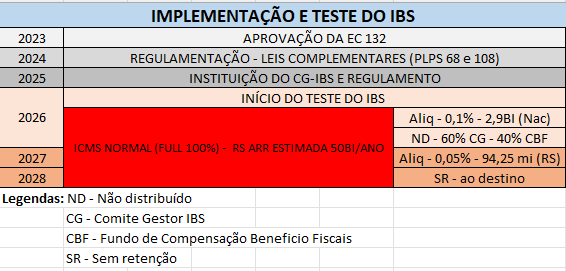 IMPLEMENTAÇÃO E TESTE DO IBS
2023 APROVAÇÃO DA EC 132
2024 REGULAMENTAÇÃO - LEIS COMPLEMENTARES (PLPS 68 e 108)
2025 INSTITUIÇÃO DO CG-IBS E REGULAMENTO
2026 INÍCIO DO TESTE DO IBS
ICMS NORMAL (FULL 100%) - RS ARR ESTIMADA 50BI/ANO
Aliq - 0,1% - 2,9BI (Nac)
ND - 60% CG - 40% CBF
2027 Aliq - 0,05% - 94,25 mi (RS)
2028 SR - ao destino
Legendas: ND - Não distribuído
CG - Comite Gestor IBS
CBF - Fundo de Compensação Beneficio Fiscais
SR - Sem retenção